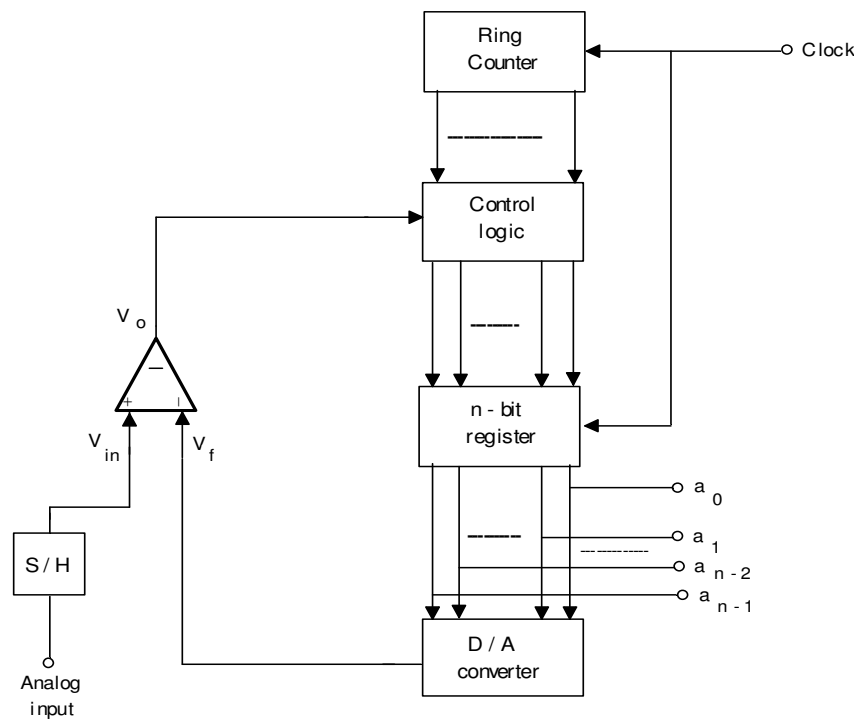 Ring
Counter
Clock
Control
logic
V o
–
+ –
n - bit
register
V in
V f
a 0
S / H
a 1
a n - 2
a n - 1
D / A
converter
Analog
input